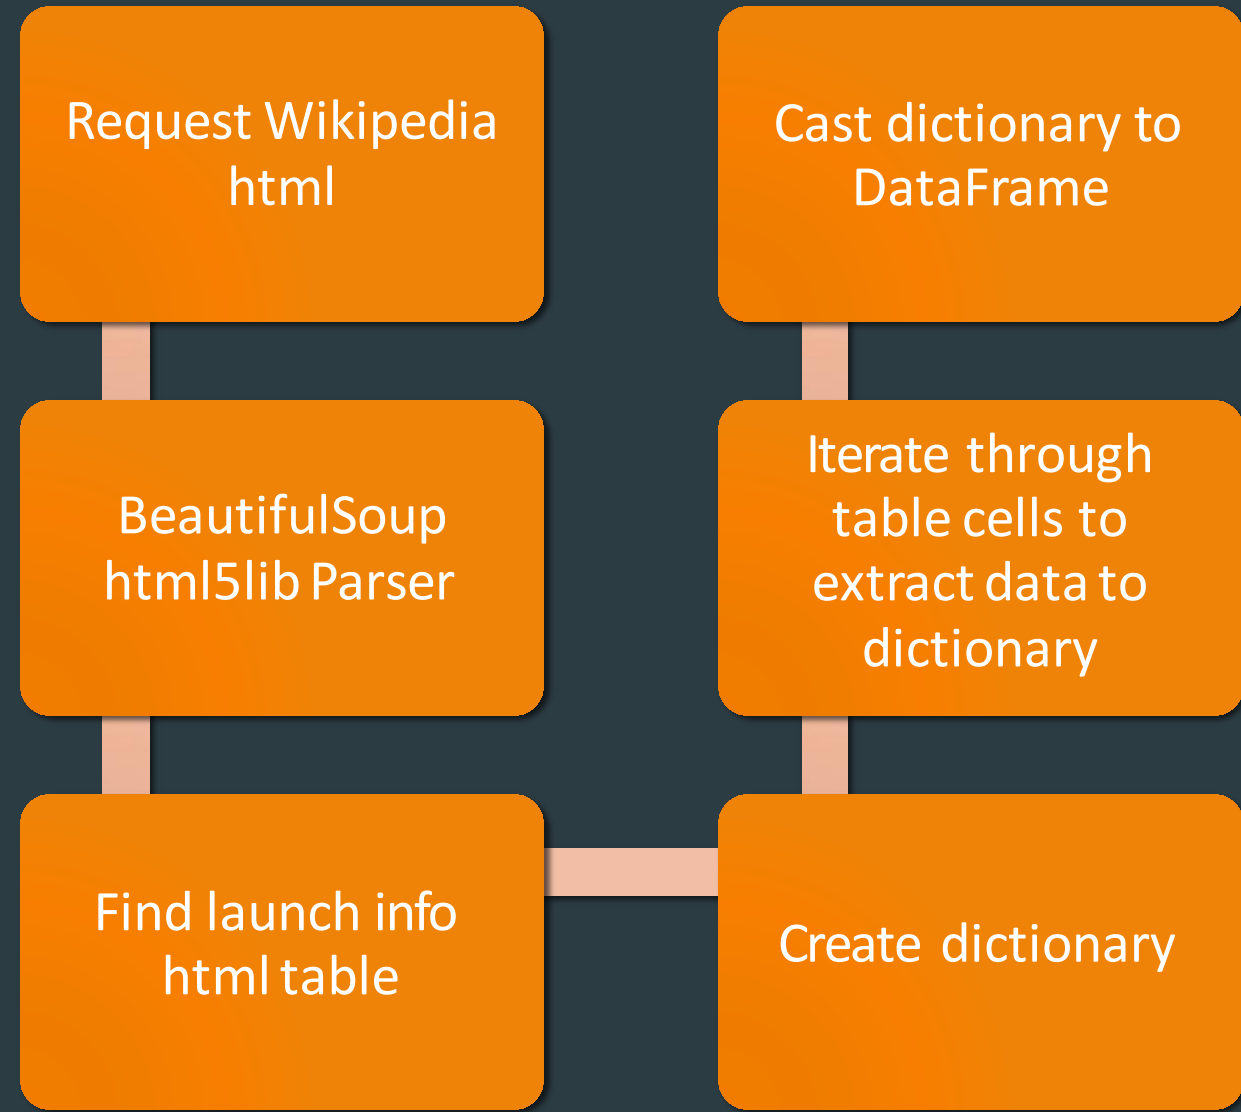 Request Wikipedia
html
BeautifulSoup
html5lib Parser
Find launch info
html table
Create dictionary
Iterate through
table cells to
extract data to
dictionary
Cast dictionary to
DataFrame